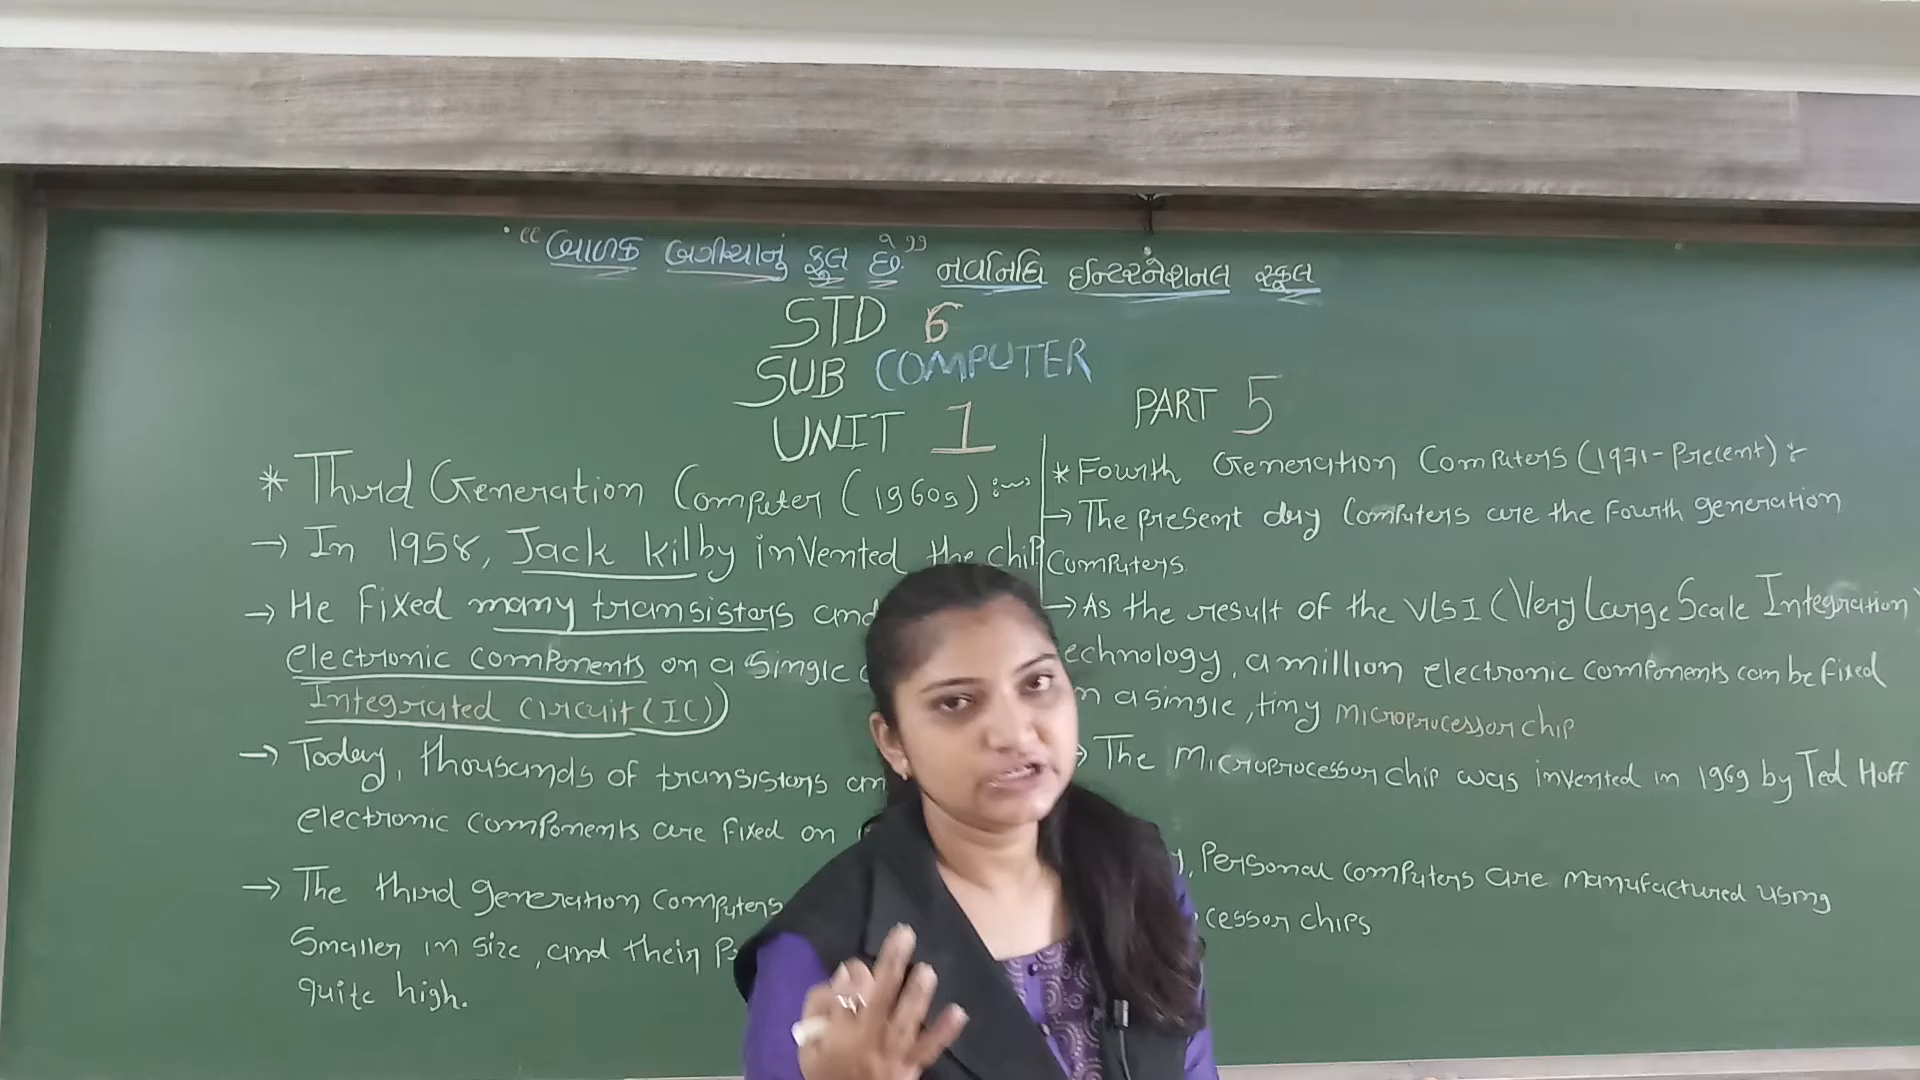 “બાળક બગીચાનું ફૂલ છે” નવનિધિ ઈન્ટરનેશનલ સ્કૂલ
STD 6
SUB COMPUTER
UNIT 1
PART 5
* Third Generation Computer (1960s) :-
→ In 1958, Jack Kilby invented the chip
→ He fixed many transistors and
electronic components on a single
Integrated circuit (IC)
→ Today, thousands of transistors an
electronic components are fixed on
→ The third generation computers
Smaller in size, and their P
quite high.
* Fourth Generation Computers (1971-Precent) :
→ The present day Computers are the Fourth generation
Computers.
→ As the result of the VLSI (Very Large Scale Integration)
echnology, a million electronic components can be fixed
n a single, tiny microprocessor chip
→ The Microprocessor chip was invented in 1969 by Ted Hoff
y, Personal computers are manufactured using
cessor chips